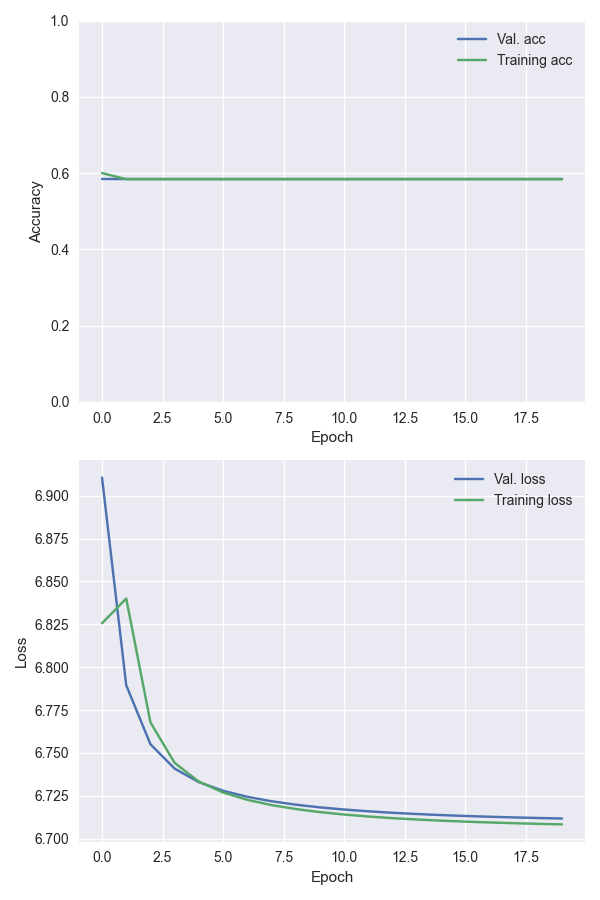 1.0
Val. acc
Training acc
0.8
0.6
Accuracy
0.4
0.2
0.0
0.0 2.5 5.0 7.5 10.0 12.5 15.0 17.5
Epoch
Val. loss
Training loss
6.900
6.875
6.850
6.825
Loss
6.800
6.775
6.750
6.725
6.700
0.0 2.5 5.0 7.5 10.0 12.5 15.0 17.5
Epoch